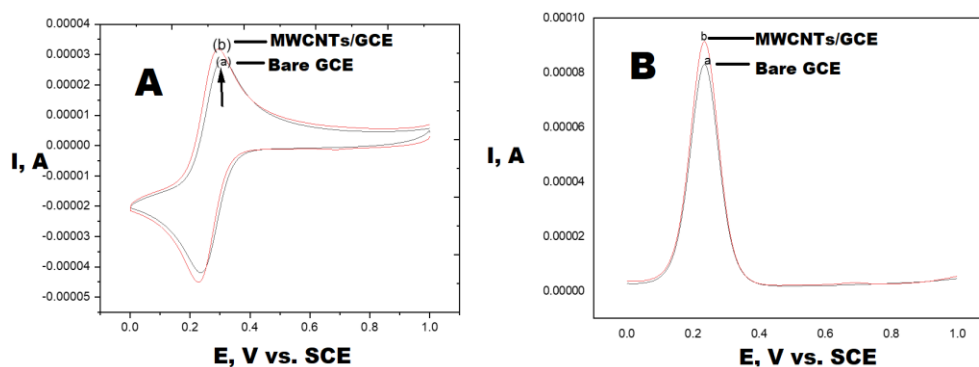 (b) MWCNTs/GCE
(a) Bare GCE
A
0.00004
0.00003
0.00002
0.00001
0.00000
-0.00001
-0.00002
-0.00003
-0.00004
-0.00005
I, A
0.0 0.2 0.4 0.6 0.8 1.0
E, V vs. SCE
b MWCNTs/GCE
a Bare GCE
B
0.00010
0.00008
0.00006
0.00004
0.00002
0.00000
I, A
0.0 0.2 0.4 0.6 0.8 1.0
E, V vs. SCE